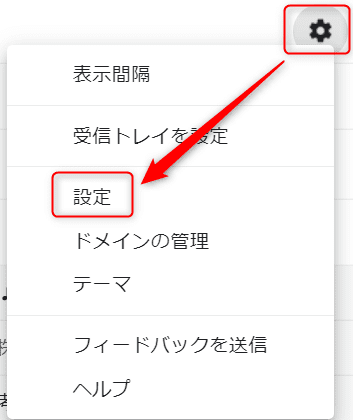 表示間隔
受信トレイを設定
設定
ドメインの管理
テーマ
フィードバックを送信
ヘルプ